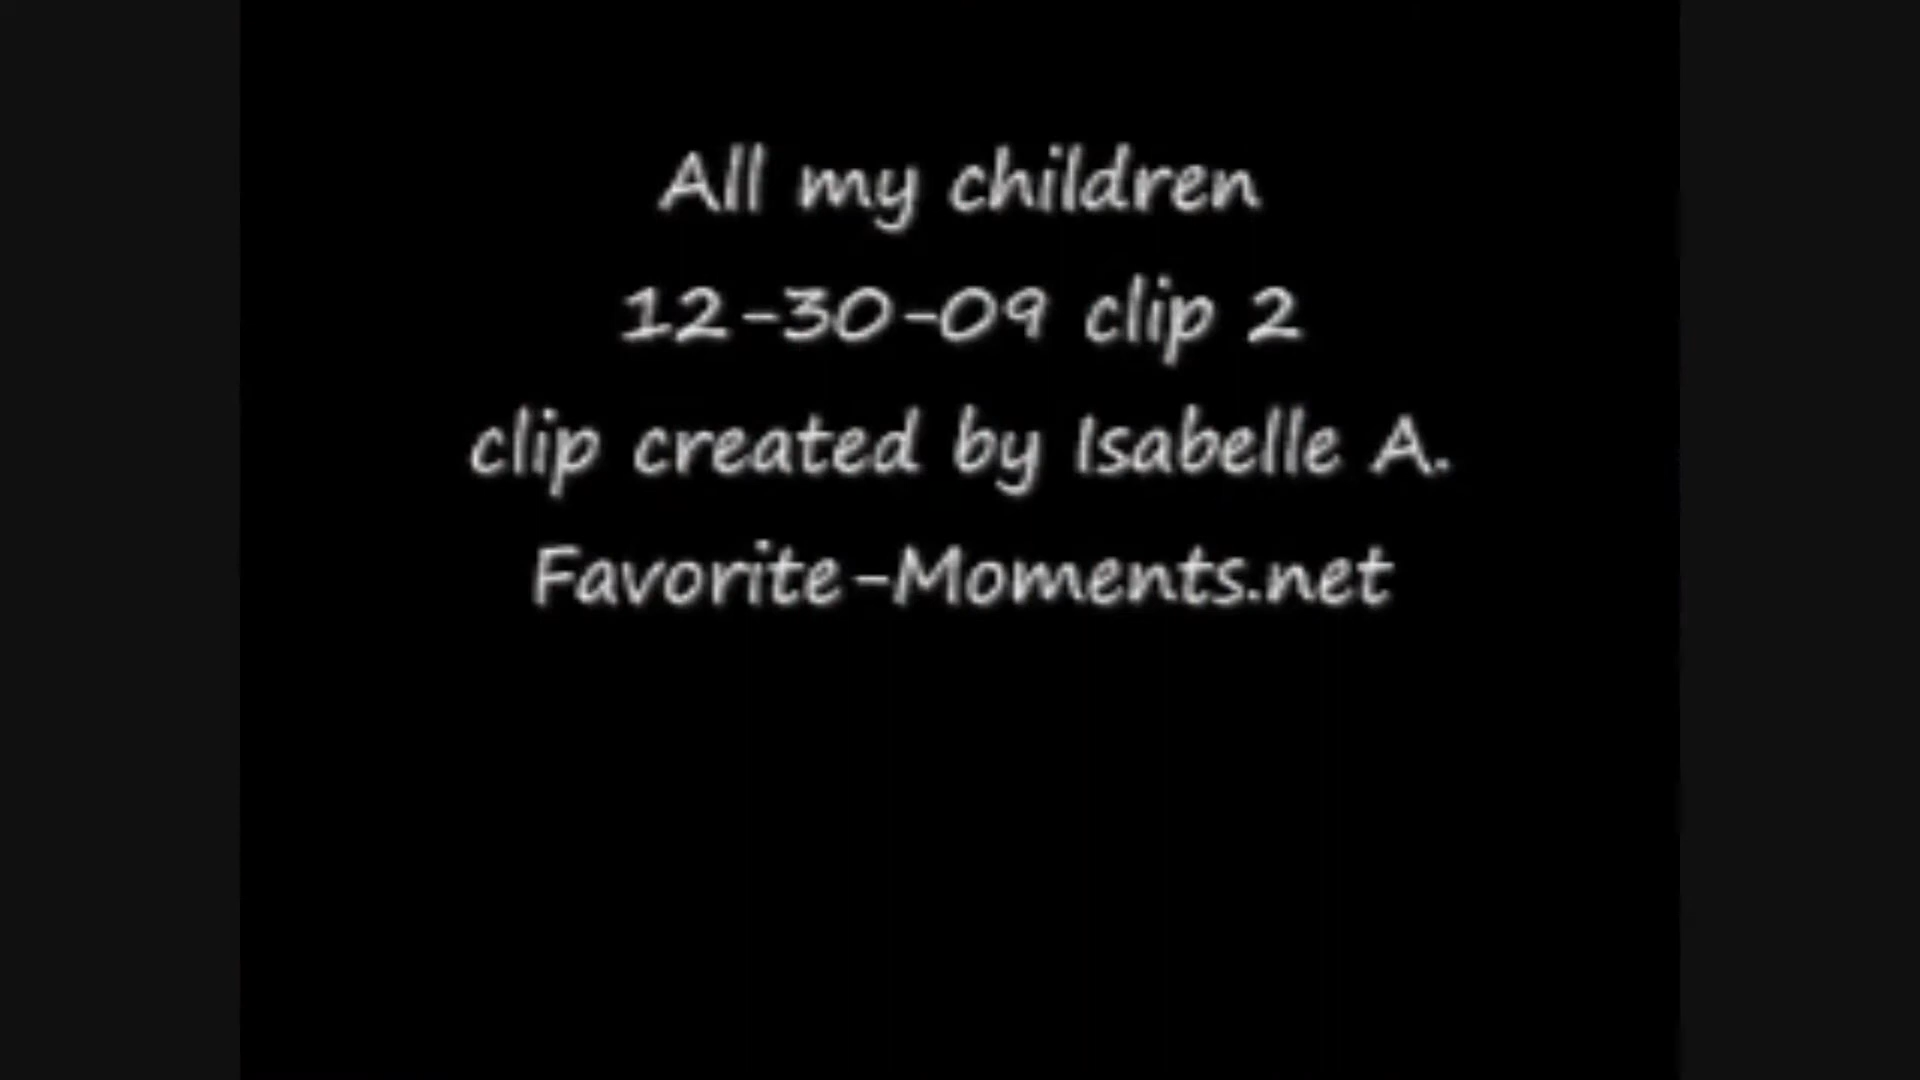 All my children
12-30-09 clip 2
clip created by Isabelle A.
Favorite-Moments.net